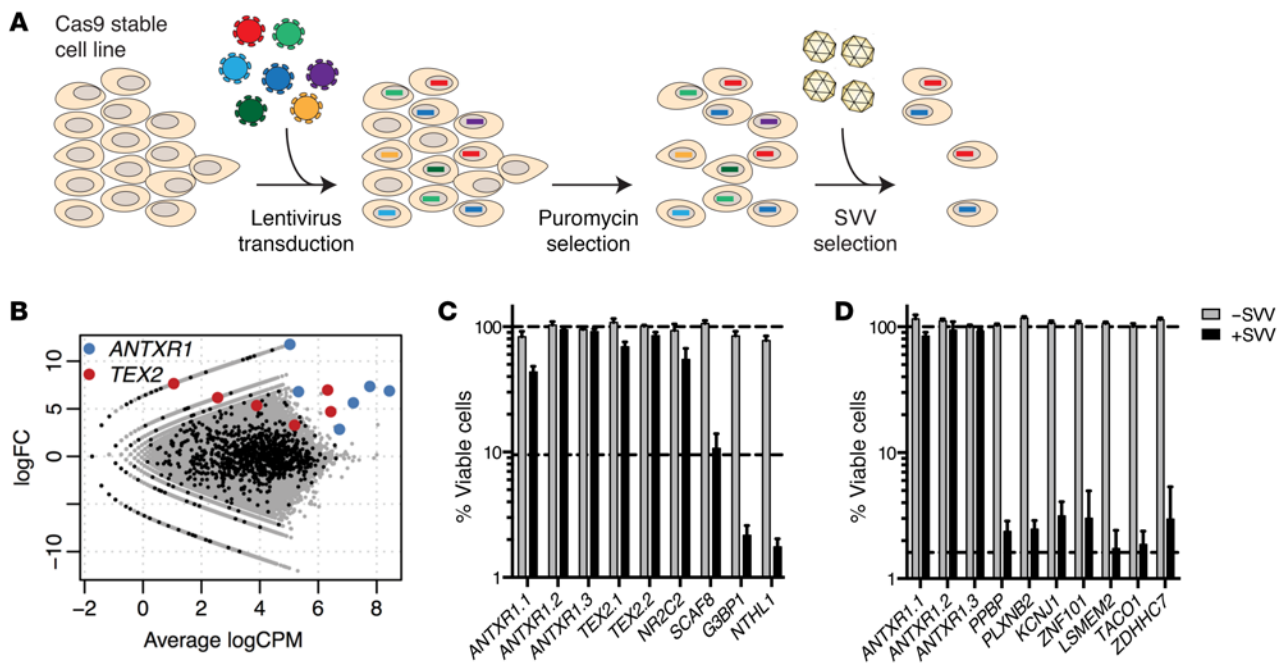 A
Cas9 stable
cell line
Lentivirus
transduction
Puromycin
selection
SVV
selection
B
ANTXR1
TEX2
logFC
10
5
0
−10
−2
0
2
4
6
8
Average logCPM
C
% Viable cells
100
10
1
ANTXR1.1
ANTXR1.2
ANTXR1.3
TEX2.1
TEX2.2
NR2C2
SCAF8
G3BP1
NTHL1
D
−SVV
+SVV
% Viable cells
100
10
1
ANTXR1.1
ANTXR1.2
ANTXR1.3
PPBP
PLXNB2
KCNJ1
ZNF101
LSMEM2
TACO1
ZDHHC7